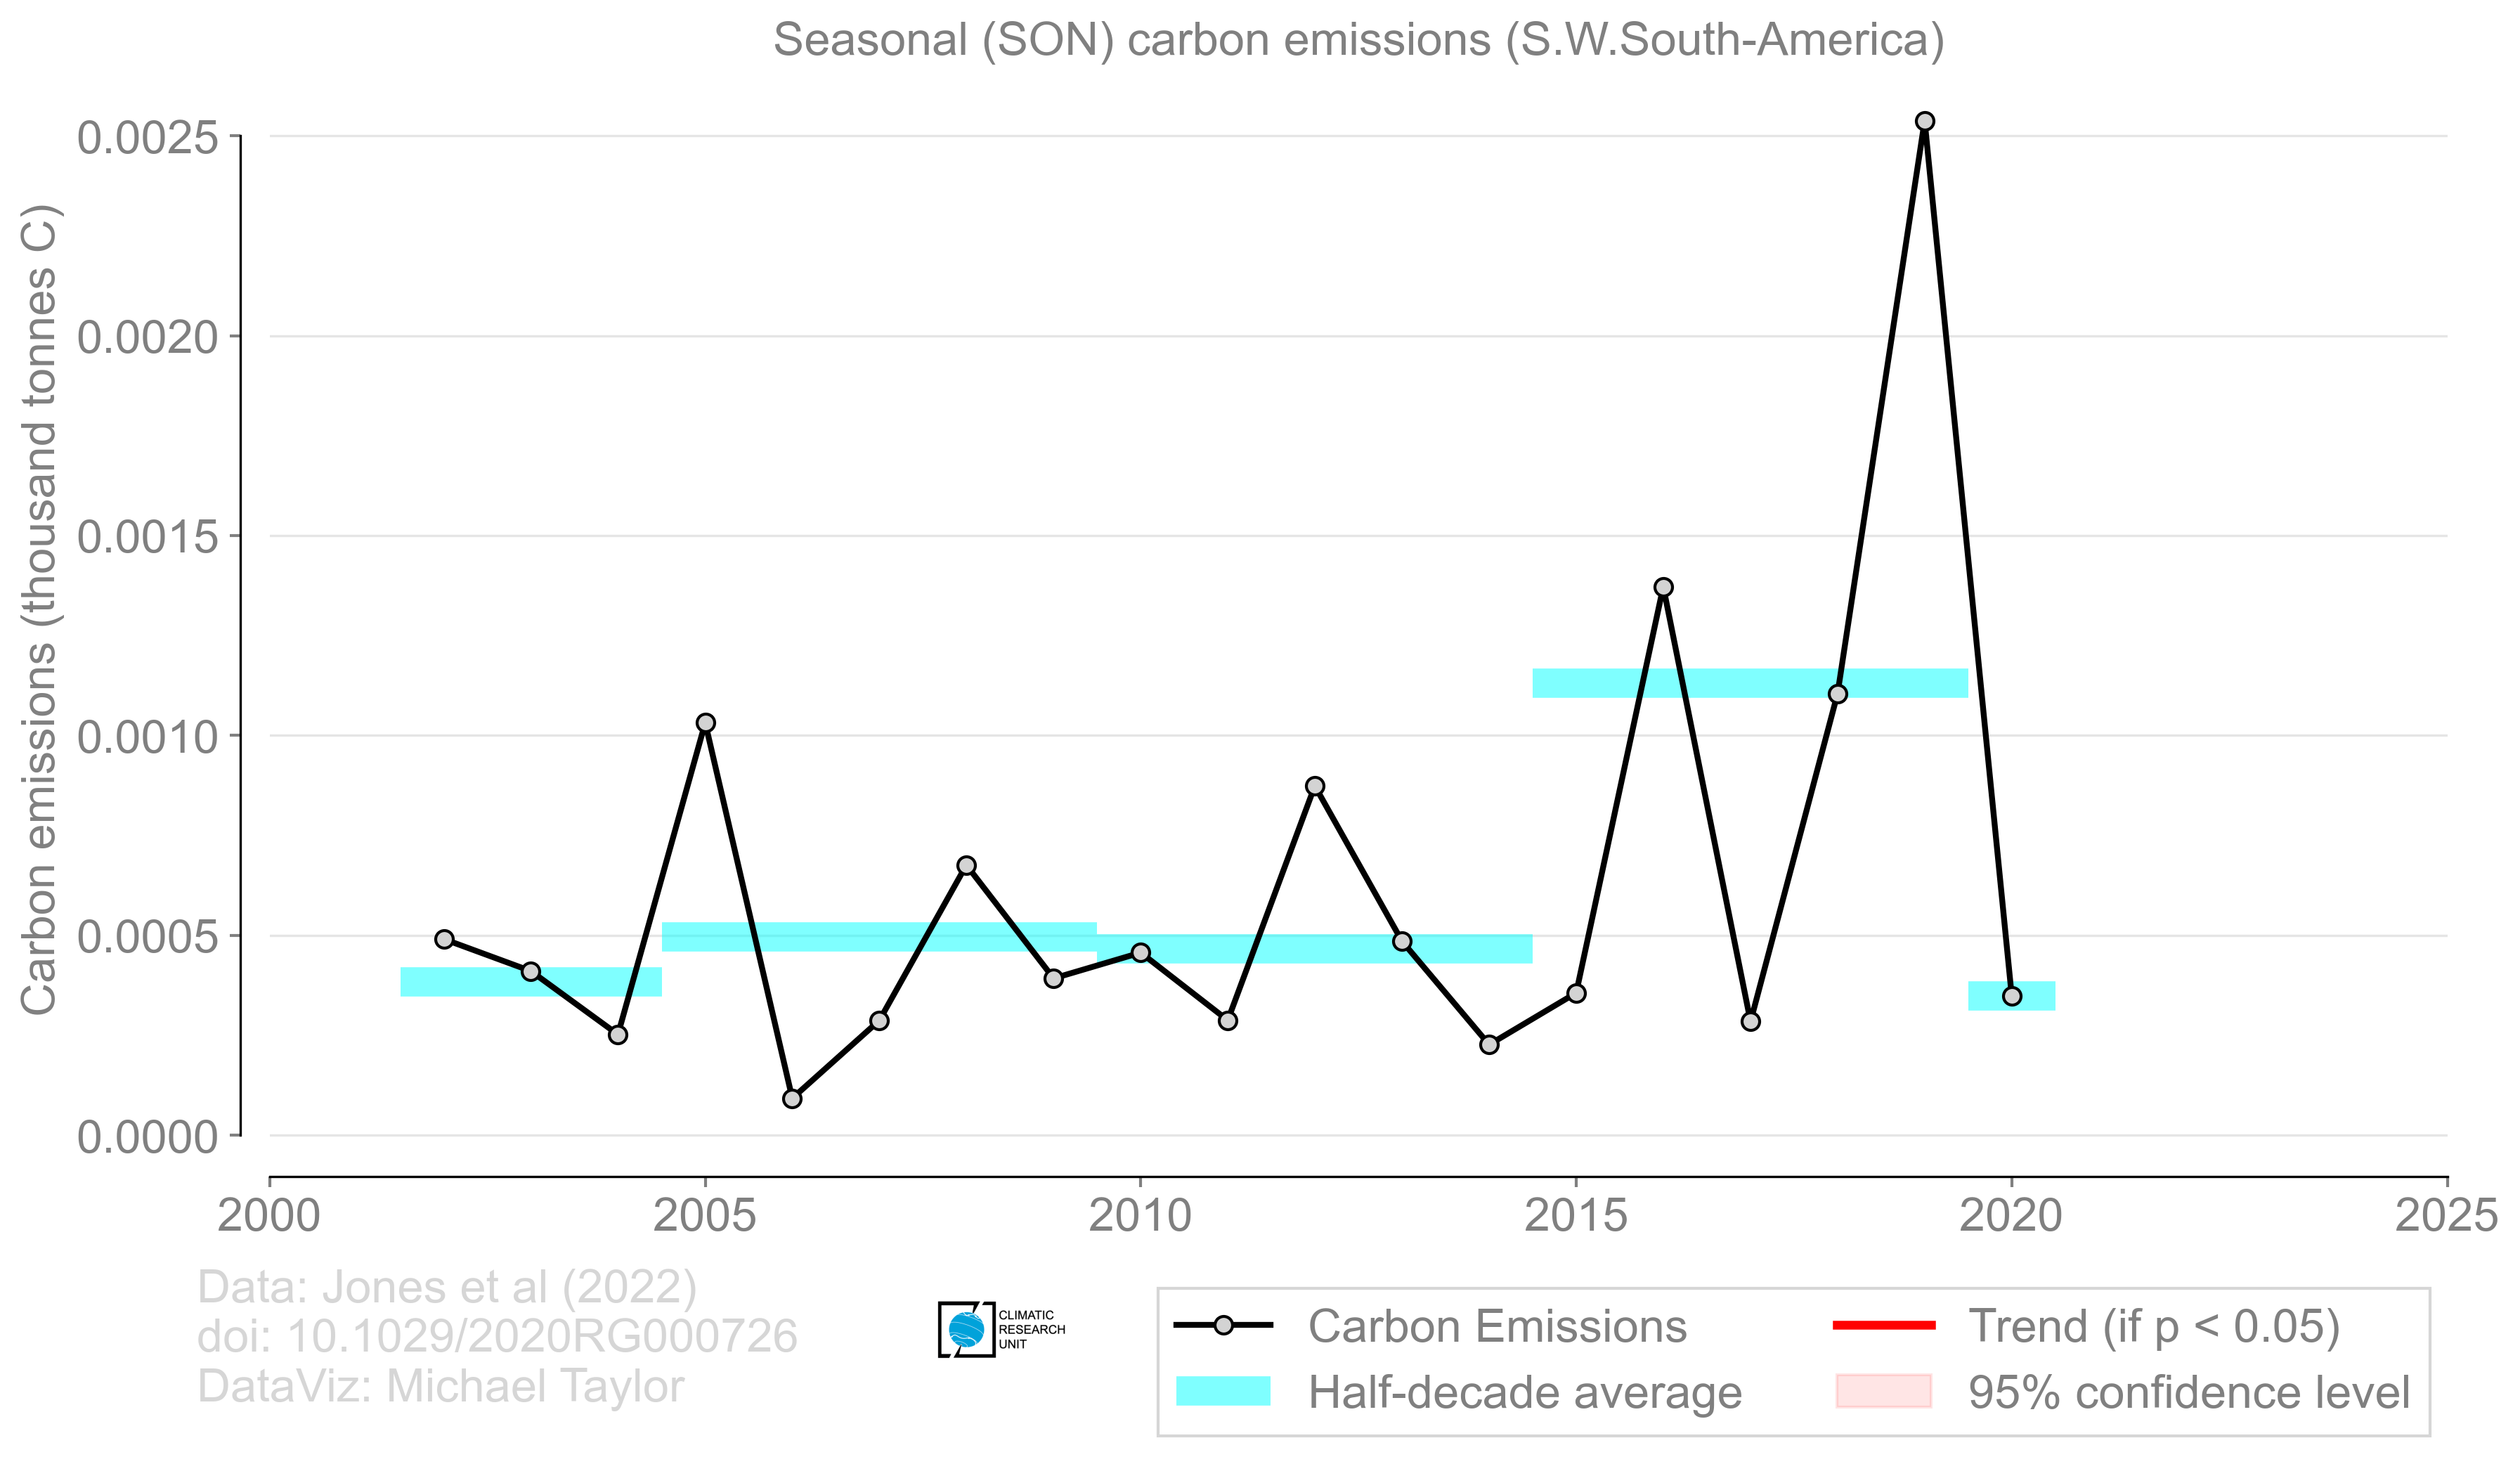 Seasonal (SON) carbon emissions (S.W.South-America)
Carbon emissions (thousand tonnes C)
0.0025
0.0020
0.0015
0.0010
0.0005
0.0000
2000 2005 2010 2015 2020 2025
Data: Jones et al (2022)
doi: 10.1029/2020RG000726
DataViz: Michael Taylor
CLIMATIC
RESEARCH
UNIT
Carbon Emissions
Half-decade average
Trend (if p < 0.05)
95% confidence level